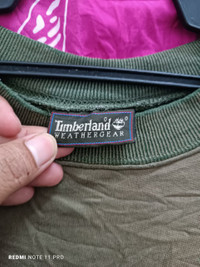 Timberland
WEATHERGEAR
REDMI NOTE 11 PRO